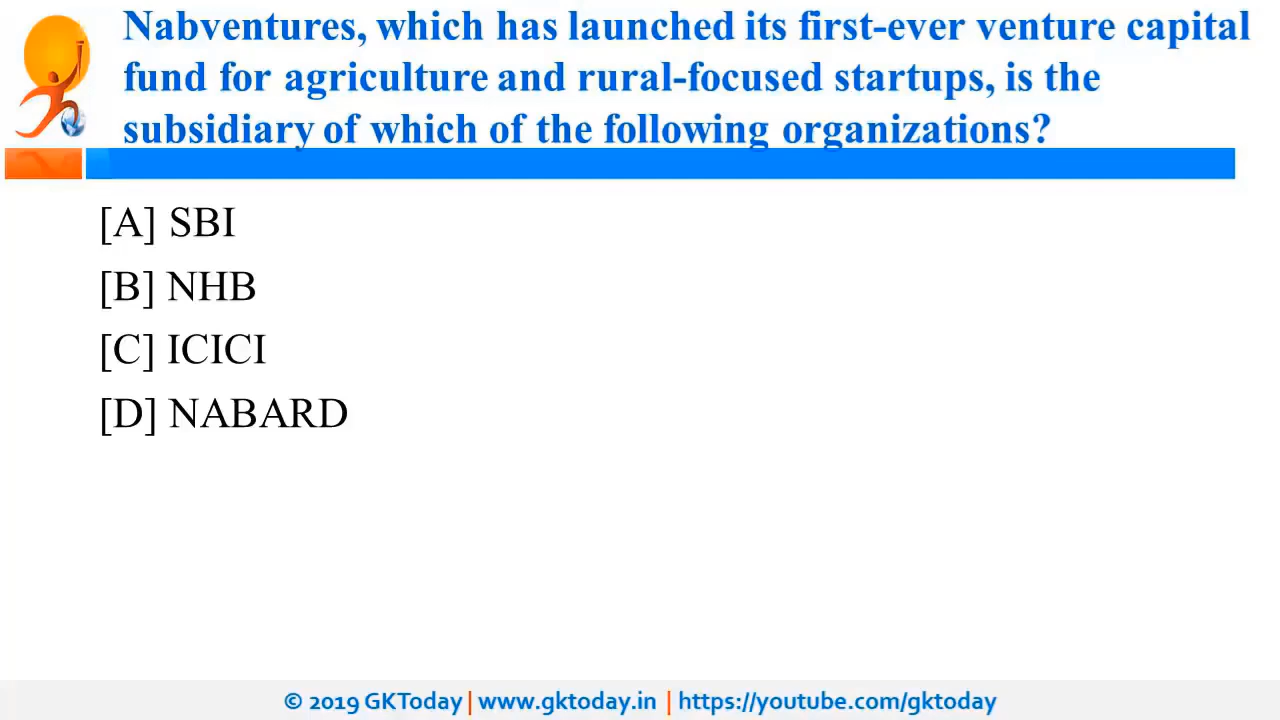 Nabventures, which has launched its first-ever venture capital
fund for agriculture and rural-focused startups, is the
subsidiary of which of the following organizations?
[A] SBI
[B] NHB
[C] ICICI
[D] NABARD
© 2019 GKToday | www.gktoday.in | https://youtube.com/gktoday